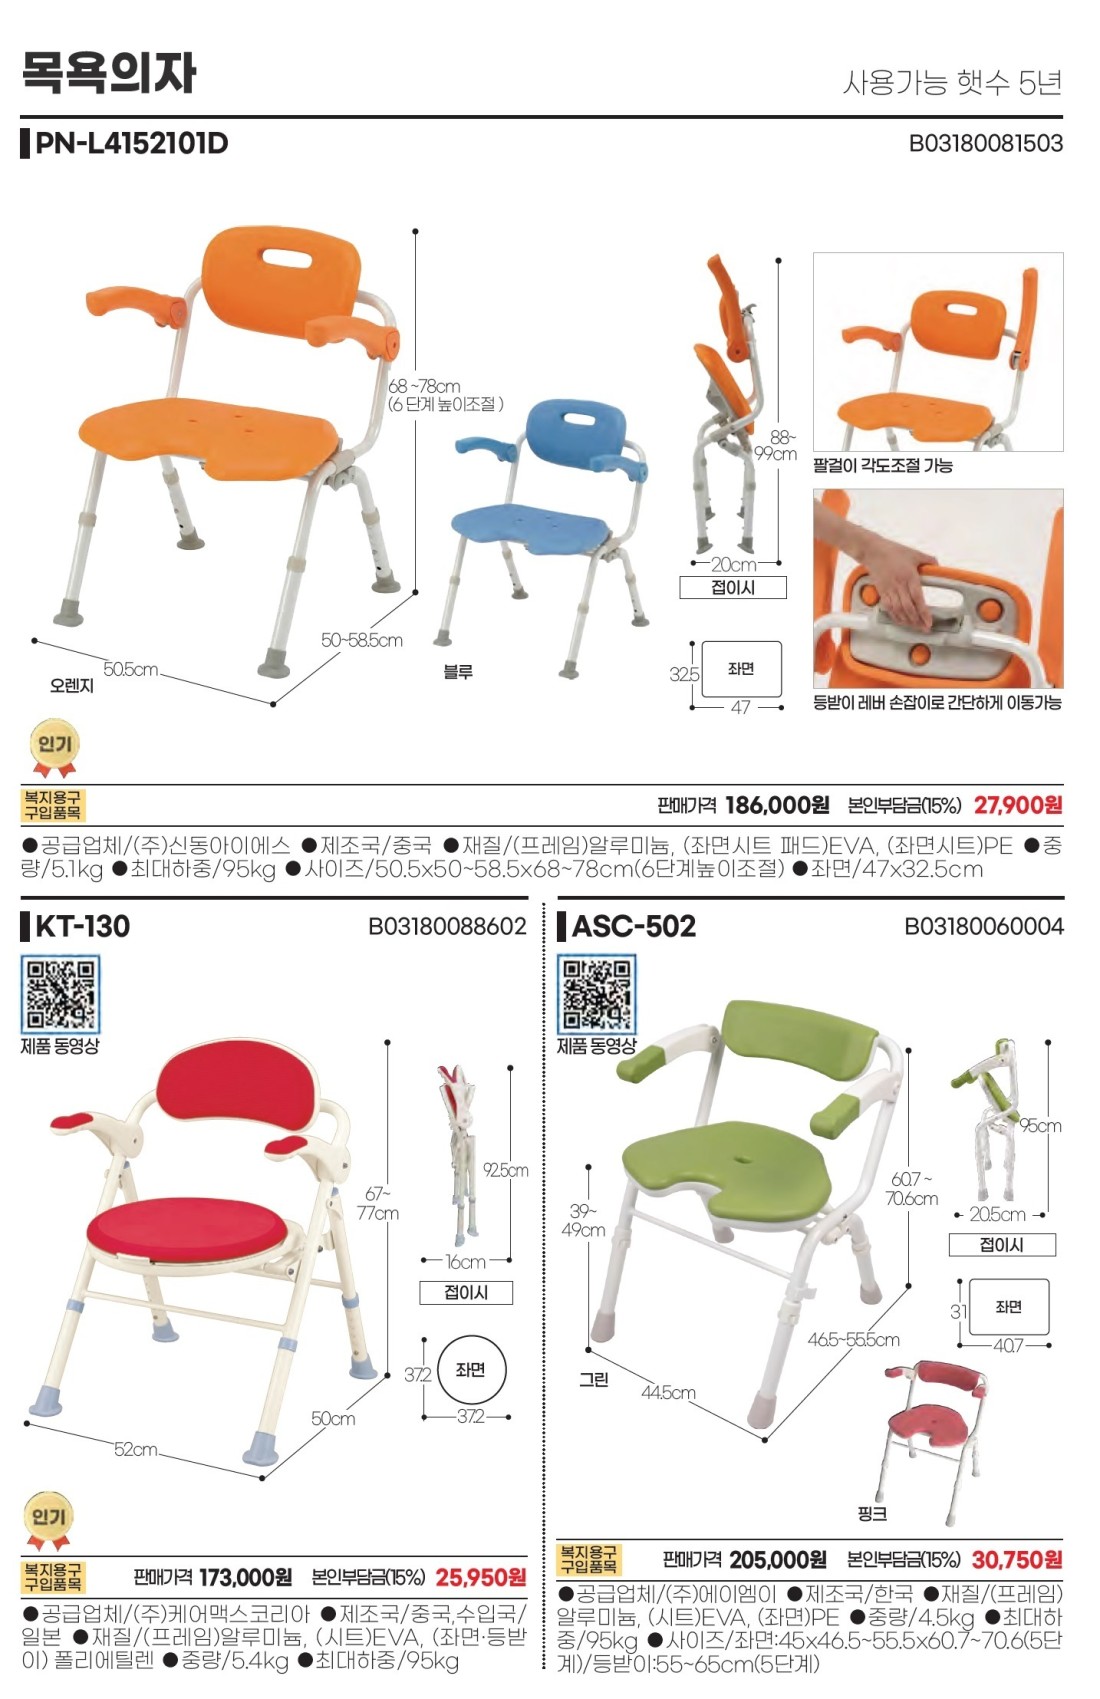 목욕의자
사용가능 햇수 5년
PN-L4152101D
B03180081503
68 ~78cm
(6 단계 높이조절 )
88~
99cm
20cm
접이시
팔걸이 각도조절 가능
50~58.5cm
50.5cm
오렌지
블루
32.5
좌면
47
등받이 레버 손잡이로 간단하게 이동가능
인기
복지용구
구입품목
판매가격 186,000원 본인부담금(15%) 27,900원
●공급업체/(주)신동아이에스 ●제조국/중국 ●재질/(프레임)알루미늄, (좌면시트 패드)EVA, (좌면시트)PE ●중
량/5.1kg ●최대하중/95kg ●사이즈/50.5x50~58.5x68~78cm(6단계높이조절) ●좌면/47x32.5cm
KT-130
B03180088602
제품 동영상
67~
77cm
92.5cm
16cm
접이시
37.2
좌면
37.2
50cm
52cm
인기
복지용구
구입품목
판매가격 173,000원 본인부담금(15%) 25,950원
●공급업체/(주)케어맥스코리아 ●제조국/중국,수입국/
일본 ●재질/(프레임)알루미늄, (시트)EVA, (좌면·등받
이) 폴리에틸렌 ●중량/5.4kg ●최대하중/95kg
ASC-502
B03180060004
제품 동영상
39~
49cm
60.7 ~
70.6cm
95cm
20.5cm
접이시
31
좌면
40.7
46.5~55.5cm
44.5cm
그린
핑크
복지용구
구입품목
판매가격 205,000원 본인부담금(15%) 30,750원
●공급업체/(주)에이엠이 ●제조국/한국 ●재질/(프레임)
알루미늄, (시트)EVA, (좌면)PE ●중량/4.5kg ●최대하
중/95kg ●사이즈/좌면:45x46.5~55.5x60.7~70.6(5단
계)/등받이:55~65cm(5단계)